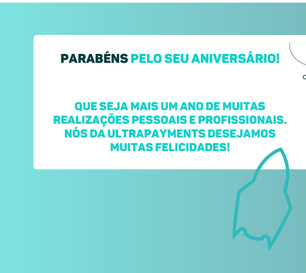 PARABÉNS PELO SEU ANIVERSÁRIO!
QUE SEJA MAIS UM ANO DE MUITAS
REALIZAÇÕES PESSOAIS E PROFISSIONAIS.
NÓS DA ULTRAPAYMENTS DESEJAMOS
MUITAS FELICIDADES!